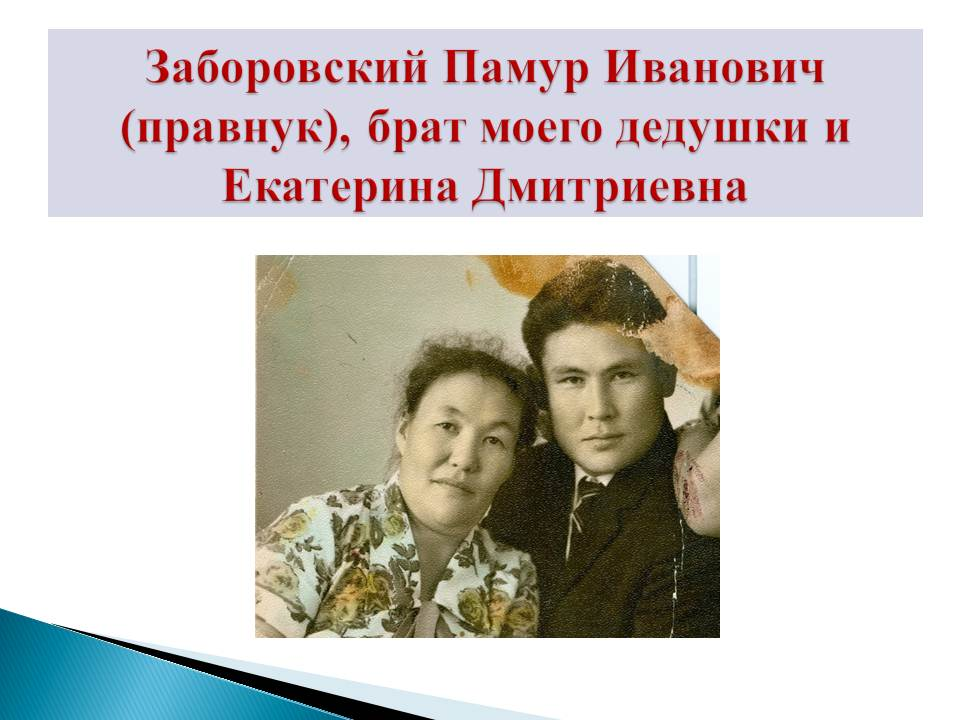 Заборовский Памур Иванович
(правнук), брат моего дедушки и
Екатерина Дмитриевна